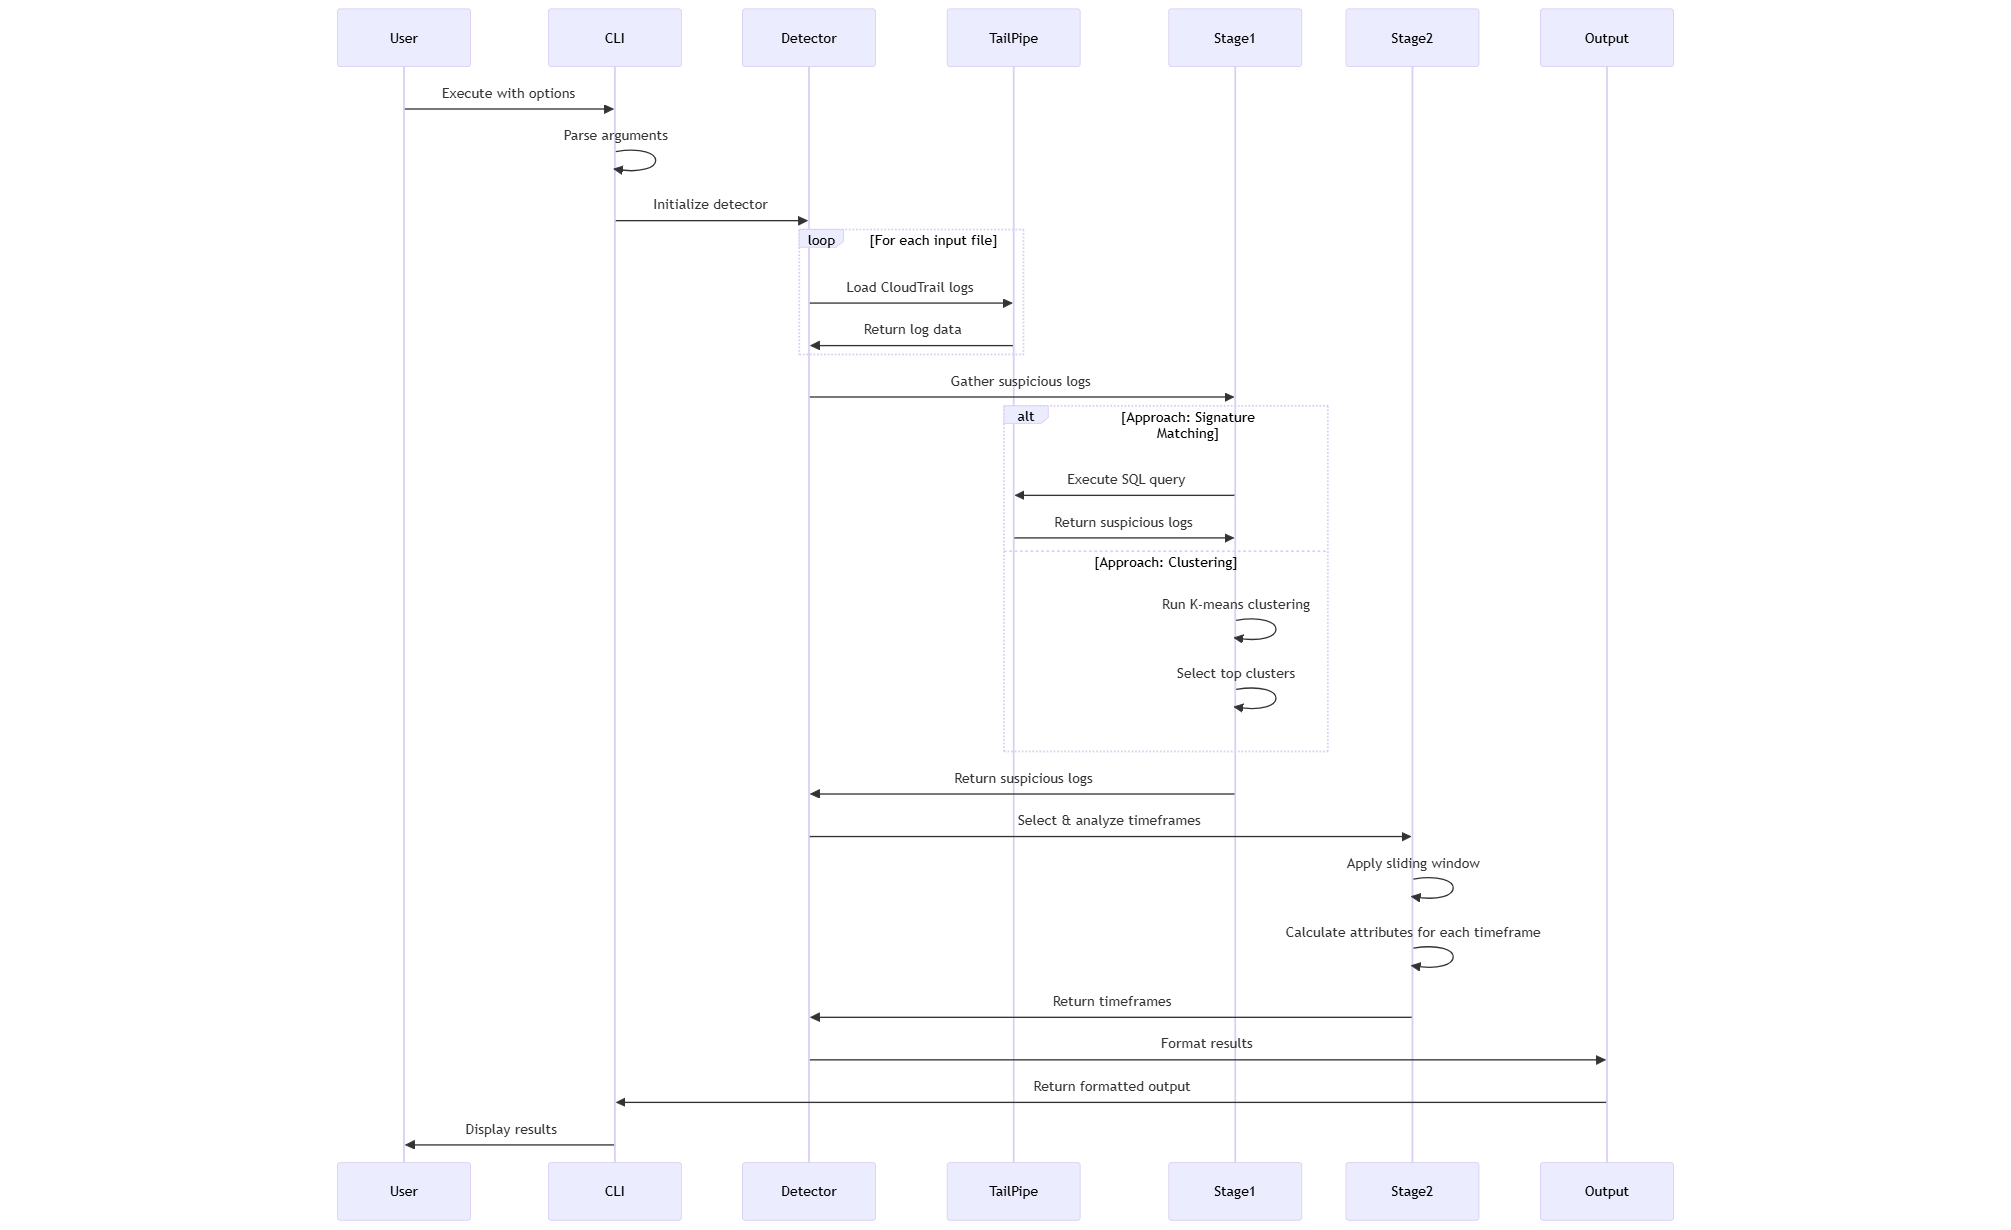 User
CLI
Detector
TailPipe
Stage1
Stage2
Output
Execute with options
Parse arguments
Initialize detector
loop
[For each input file]
Load CloudTrail logs
Return log data
Gather suspicious logs
alt
[Approach: Signature
Matching]
Execute SQL query
Return suspicious logs
[Approach: Clustering]
Run K-means clustering
Select top clusters
Return suspicious logs
Select & analyze timeframes
Apply sliding window
Calculate attributes for each timeframe
Return timeframes
Format results
Return formatted output
Display results
User
CLI
Detector
TailPipe
Stage1
Stage2
Output